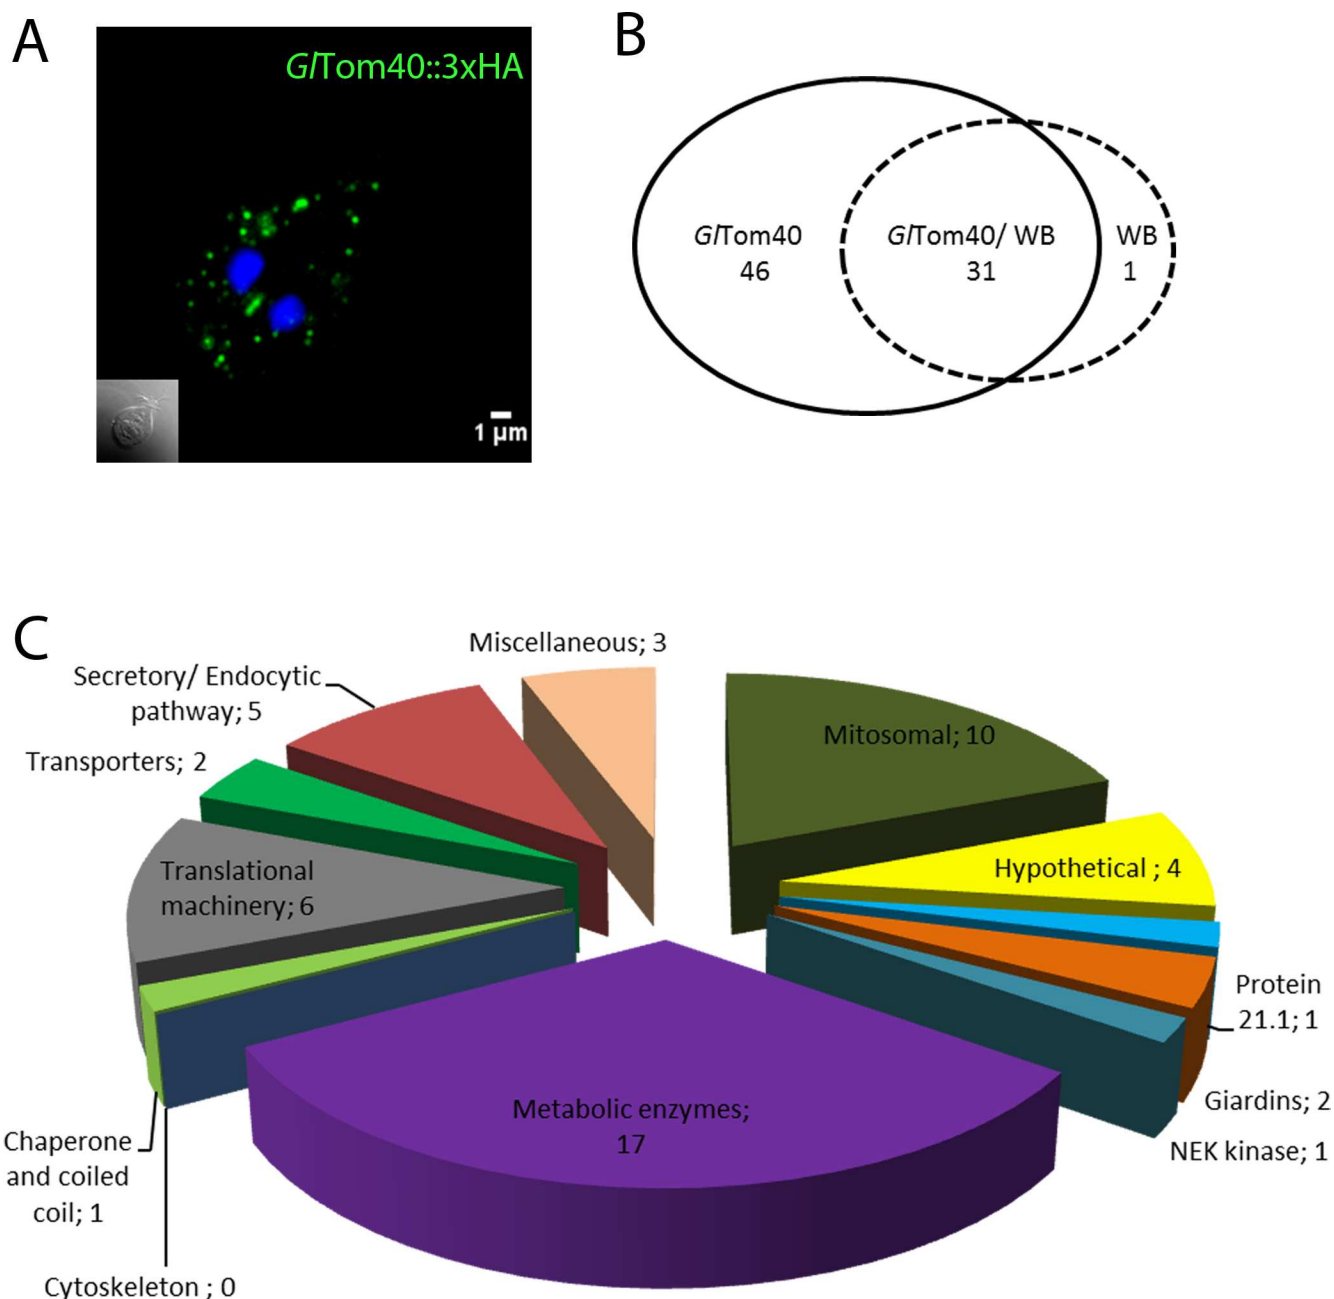 A
GlTom40::3xHA
1 µm
B
GlTom40
46
GlTom40/ WB
31
WB
1
C
Miscellaneous; 3
Secretory/ Endocytic
pathway; 5
Transporters; 2
Translational
machinery; 6
Mitosomal; 10
Hypothetical ; 4
Protein
21.1; 1
Giardins; 2
NEK kinase; 1
Metabolic enzymes;
17
Chaperone
and coiled
coil; 1
Cytoskeleton ; 0